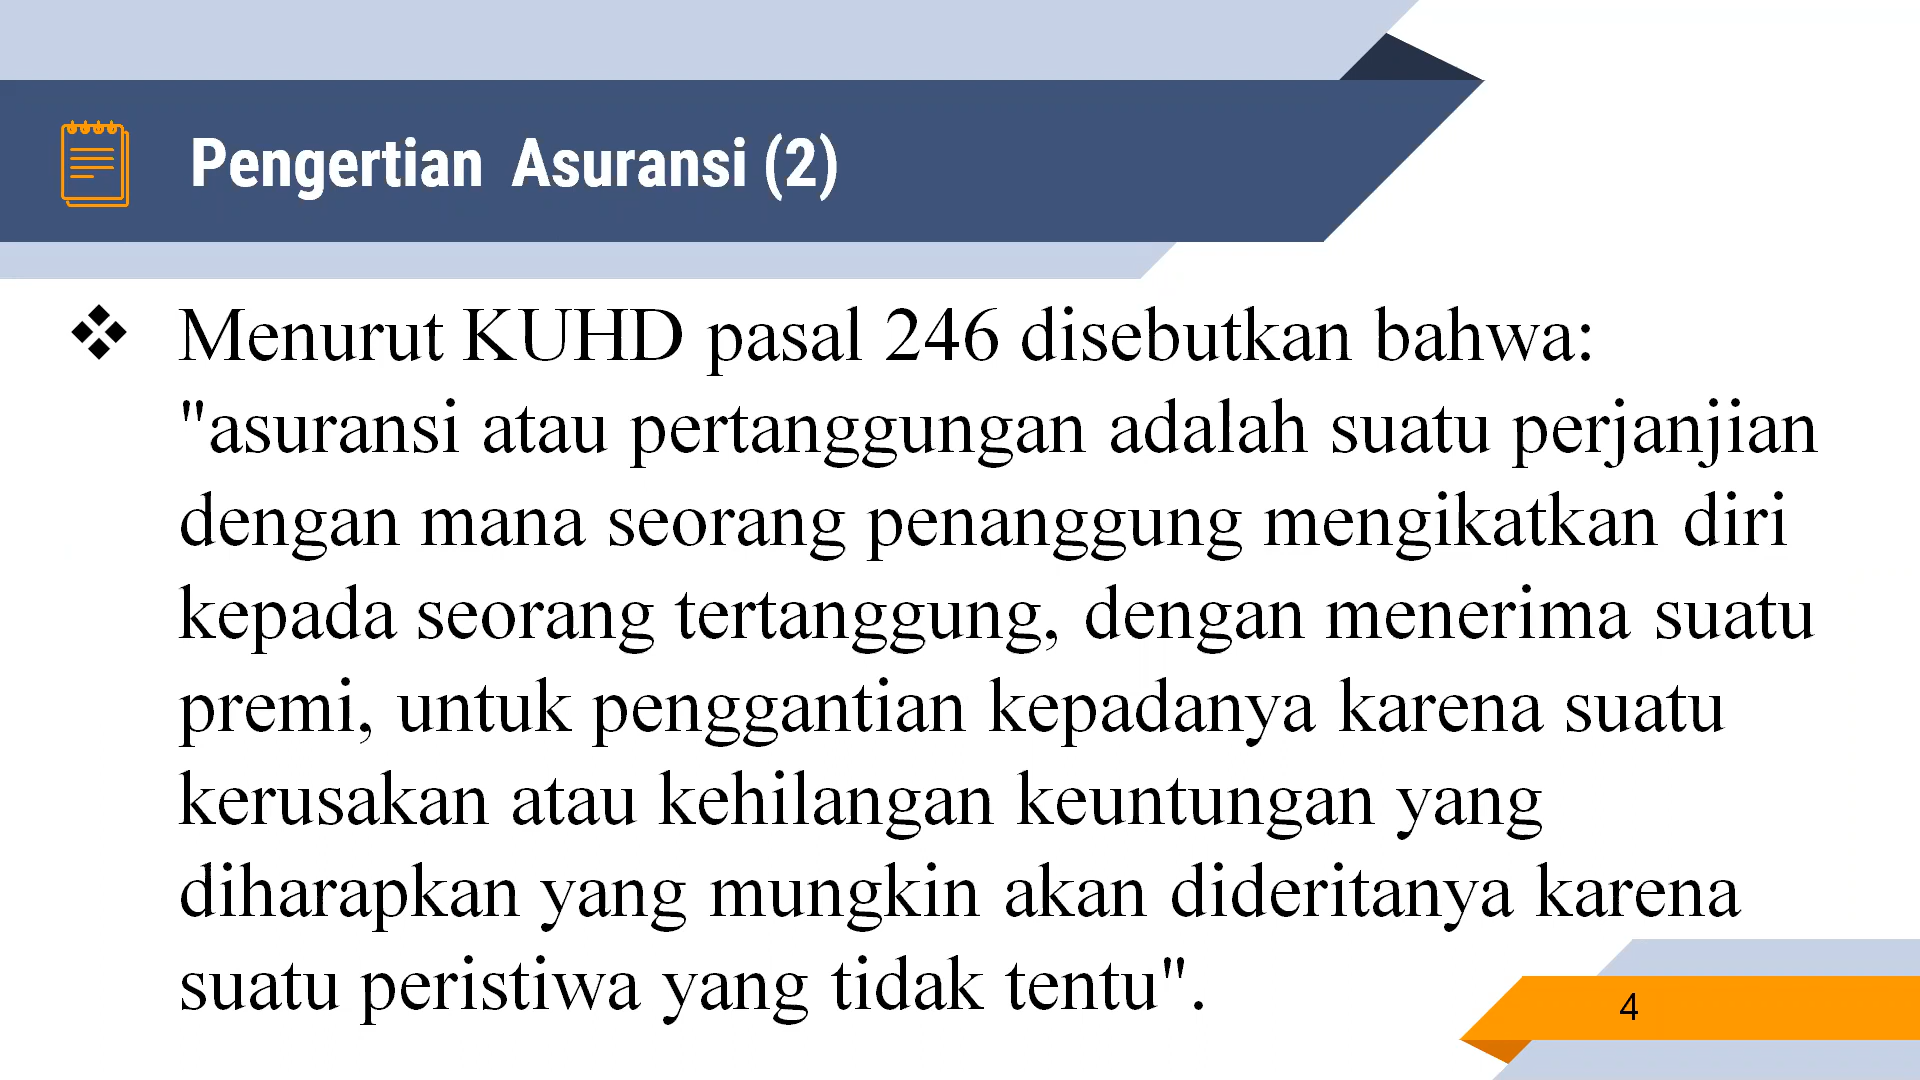 Pengertian Asuransi (2)
❖ Menurut KUHD pasal 246 disebutkan bahwa:
"asuransi atau pertanggungan adalah suatu perjanjian
dengan mana seorang penanggung mengikatkan diri
kepada seorang tertanggung, dengan menerima suatu
premi, untuk penggantian kepadanya karena suatu
kerusakan atau kehilangan keuntungan yang
diharapkan yang mungkin akan dideritanya karena
suatu peristiwa yang tidak tentu".
4